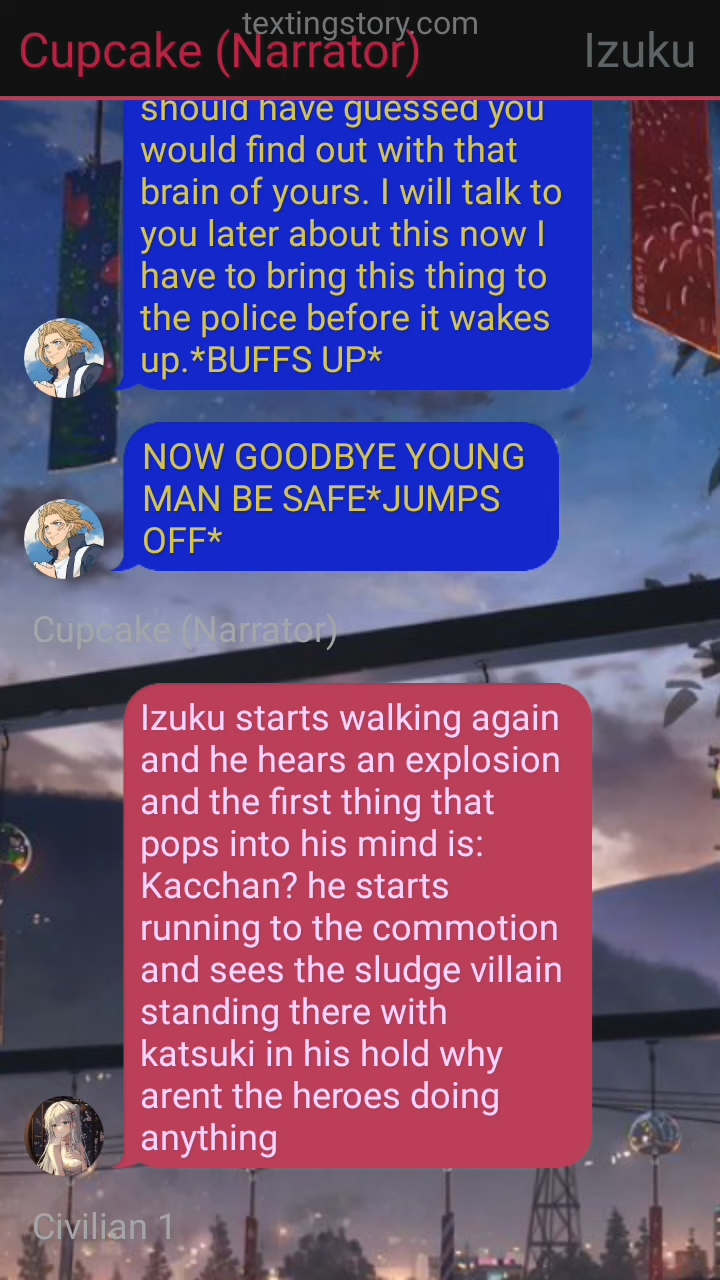 textingstory.com
Cupcake (Narrator)
Izuku
should have guessed you
would find out with that
brain of yours. I will talk to
you later about this now I
have to bring this thing to
the police before it wakes
up.*BUFFS UP*
NOW GOODBYE YOUNG
MAN BE SAFE*JUMPS
OFF*
Cupcake (Narrator)
Izuku starts walking again
and he hears an explosion
and the first thing that
pops into his mind is:
Kacchan? he starts
running to the commotion
and sees the sludge villain
standing there with
katsuki in his hold why
arent the heroes doing
anything
Civilian 1